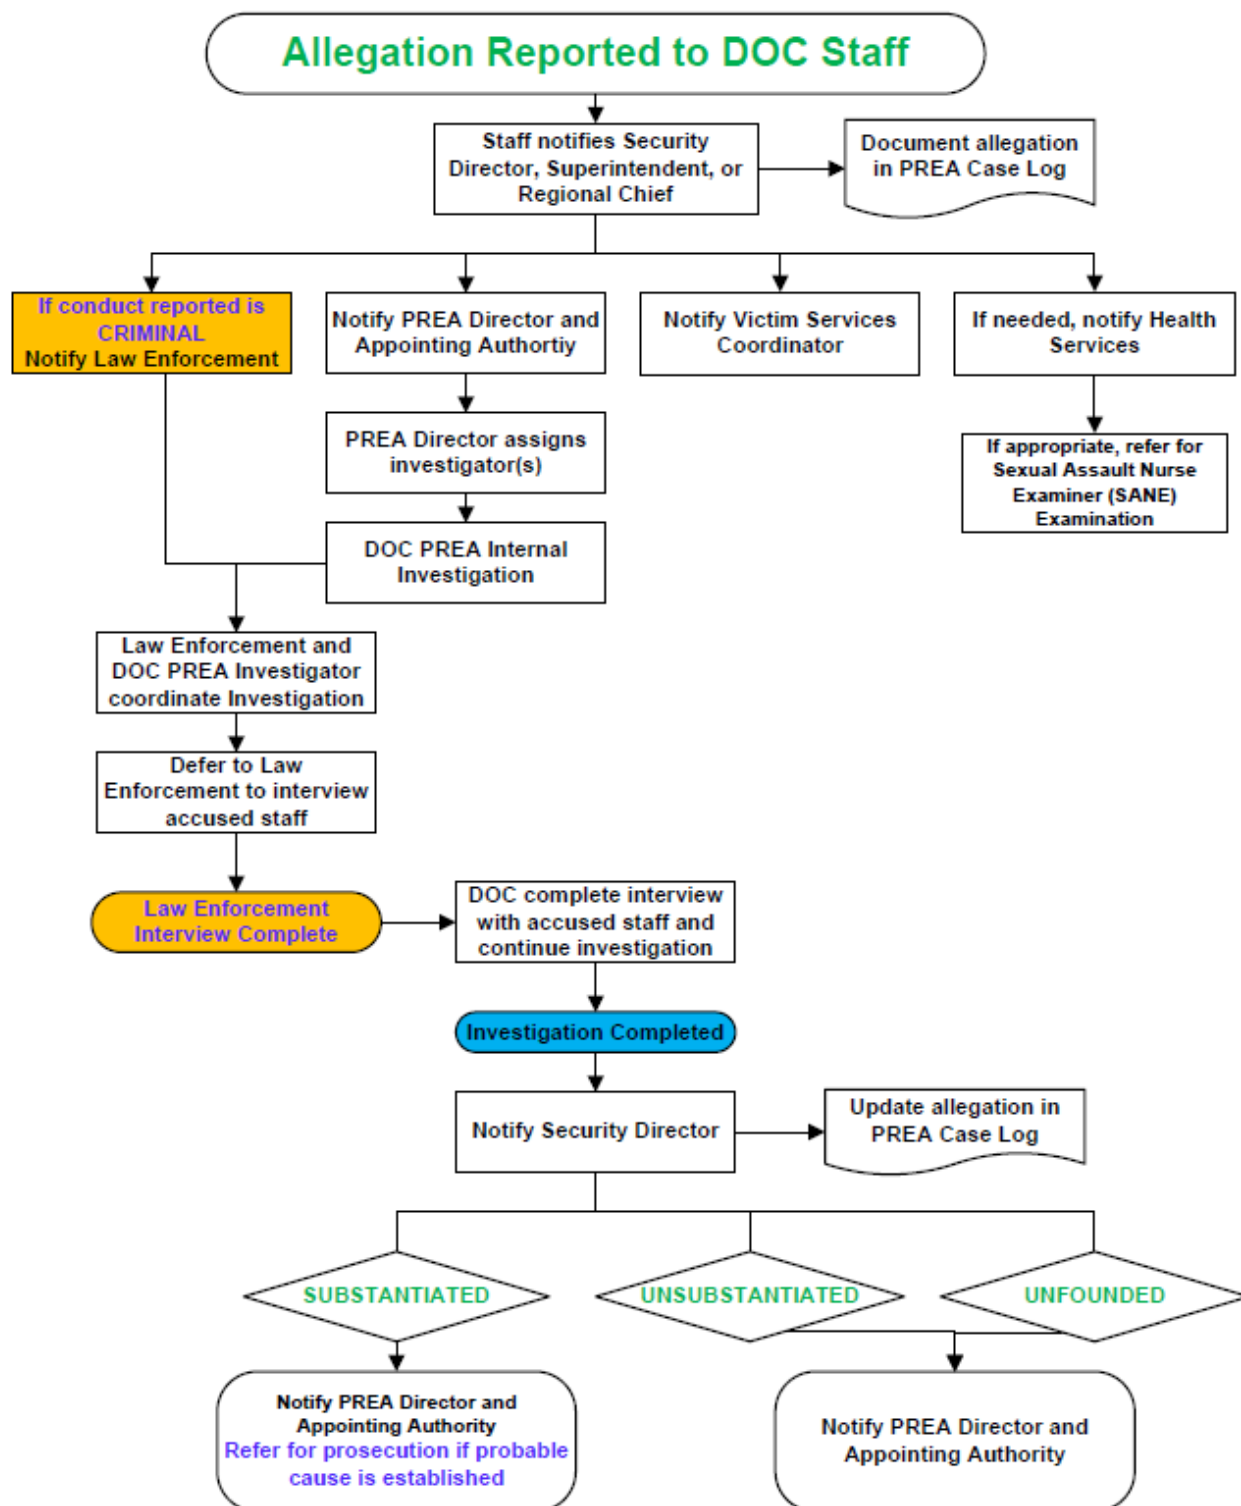 Allegation Reported to DOC Staff
Staff notifies Security
Director, Superintendent, or
Regional Chief
Document allegation
in PREA Case Log
If conduct reported is
CRIMINAL
Notify Law Enforcement
Notify PREA Director and
Appointing Authortiy
Notify Victim Services
Coordinator
If needed, notify Health
Services
PREA Director assigns
investigator(s)
If appropriate, refer for
Sexual Assault Nurse
Examiner (SANE)
Examination
DOC PREA Internal
Investigation
Law Enforcement and
DOC PREA Investigator
coordinate Investigation
Defer to Law
Enforcement to interview
accused staff
Law Enforcement
Interview Complete
DOC complete interview
with accused staff and
continue investigation
Investigation Completed
Notify Security Director
Update allegation in
PREA Case Log
SUBSTANTIATED
UNSUBSTANTIATED
UNFOUNDED
Notify PREA Director and
Appointing Authority
Refer for prosecution if probable
cause is established
Notify PREA Director and
Appointing Authority